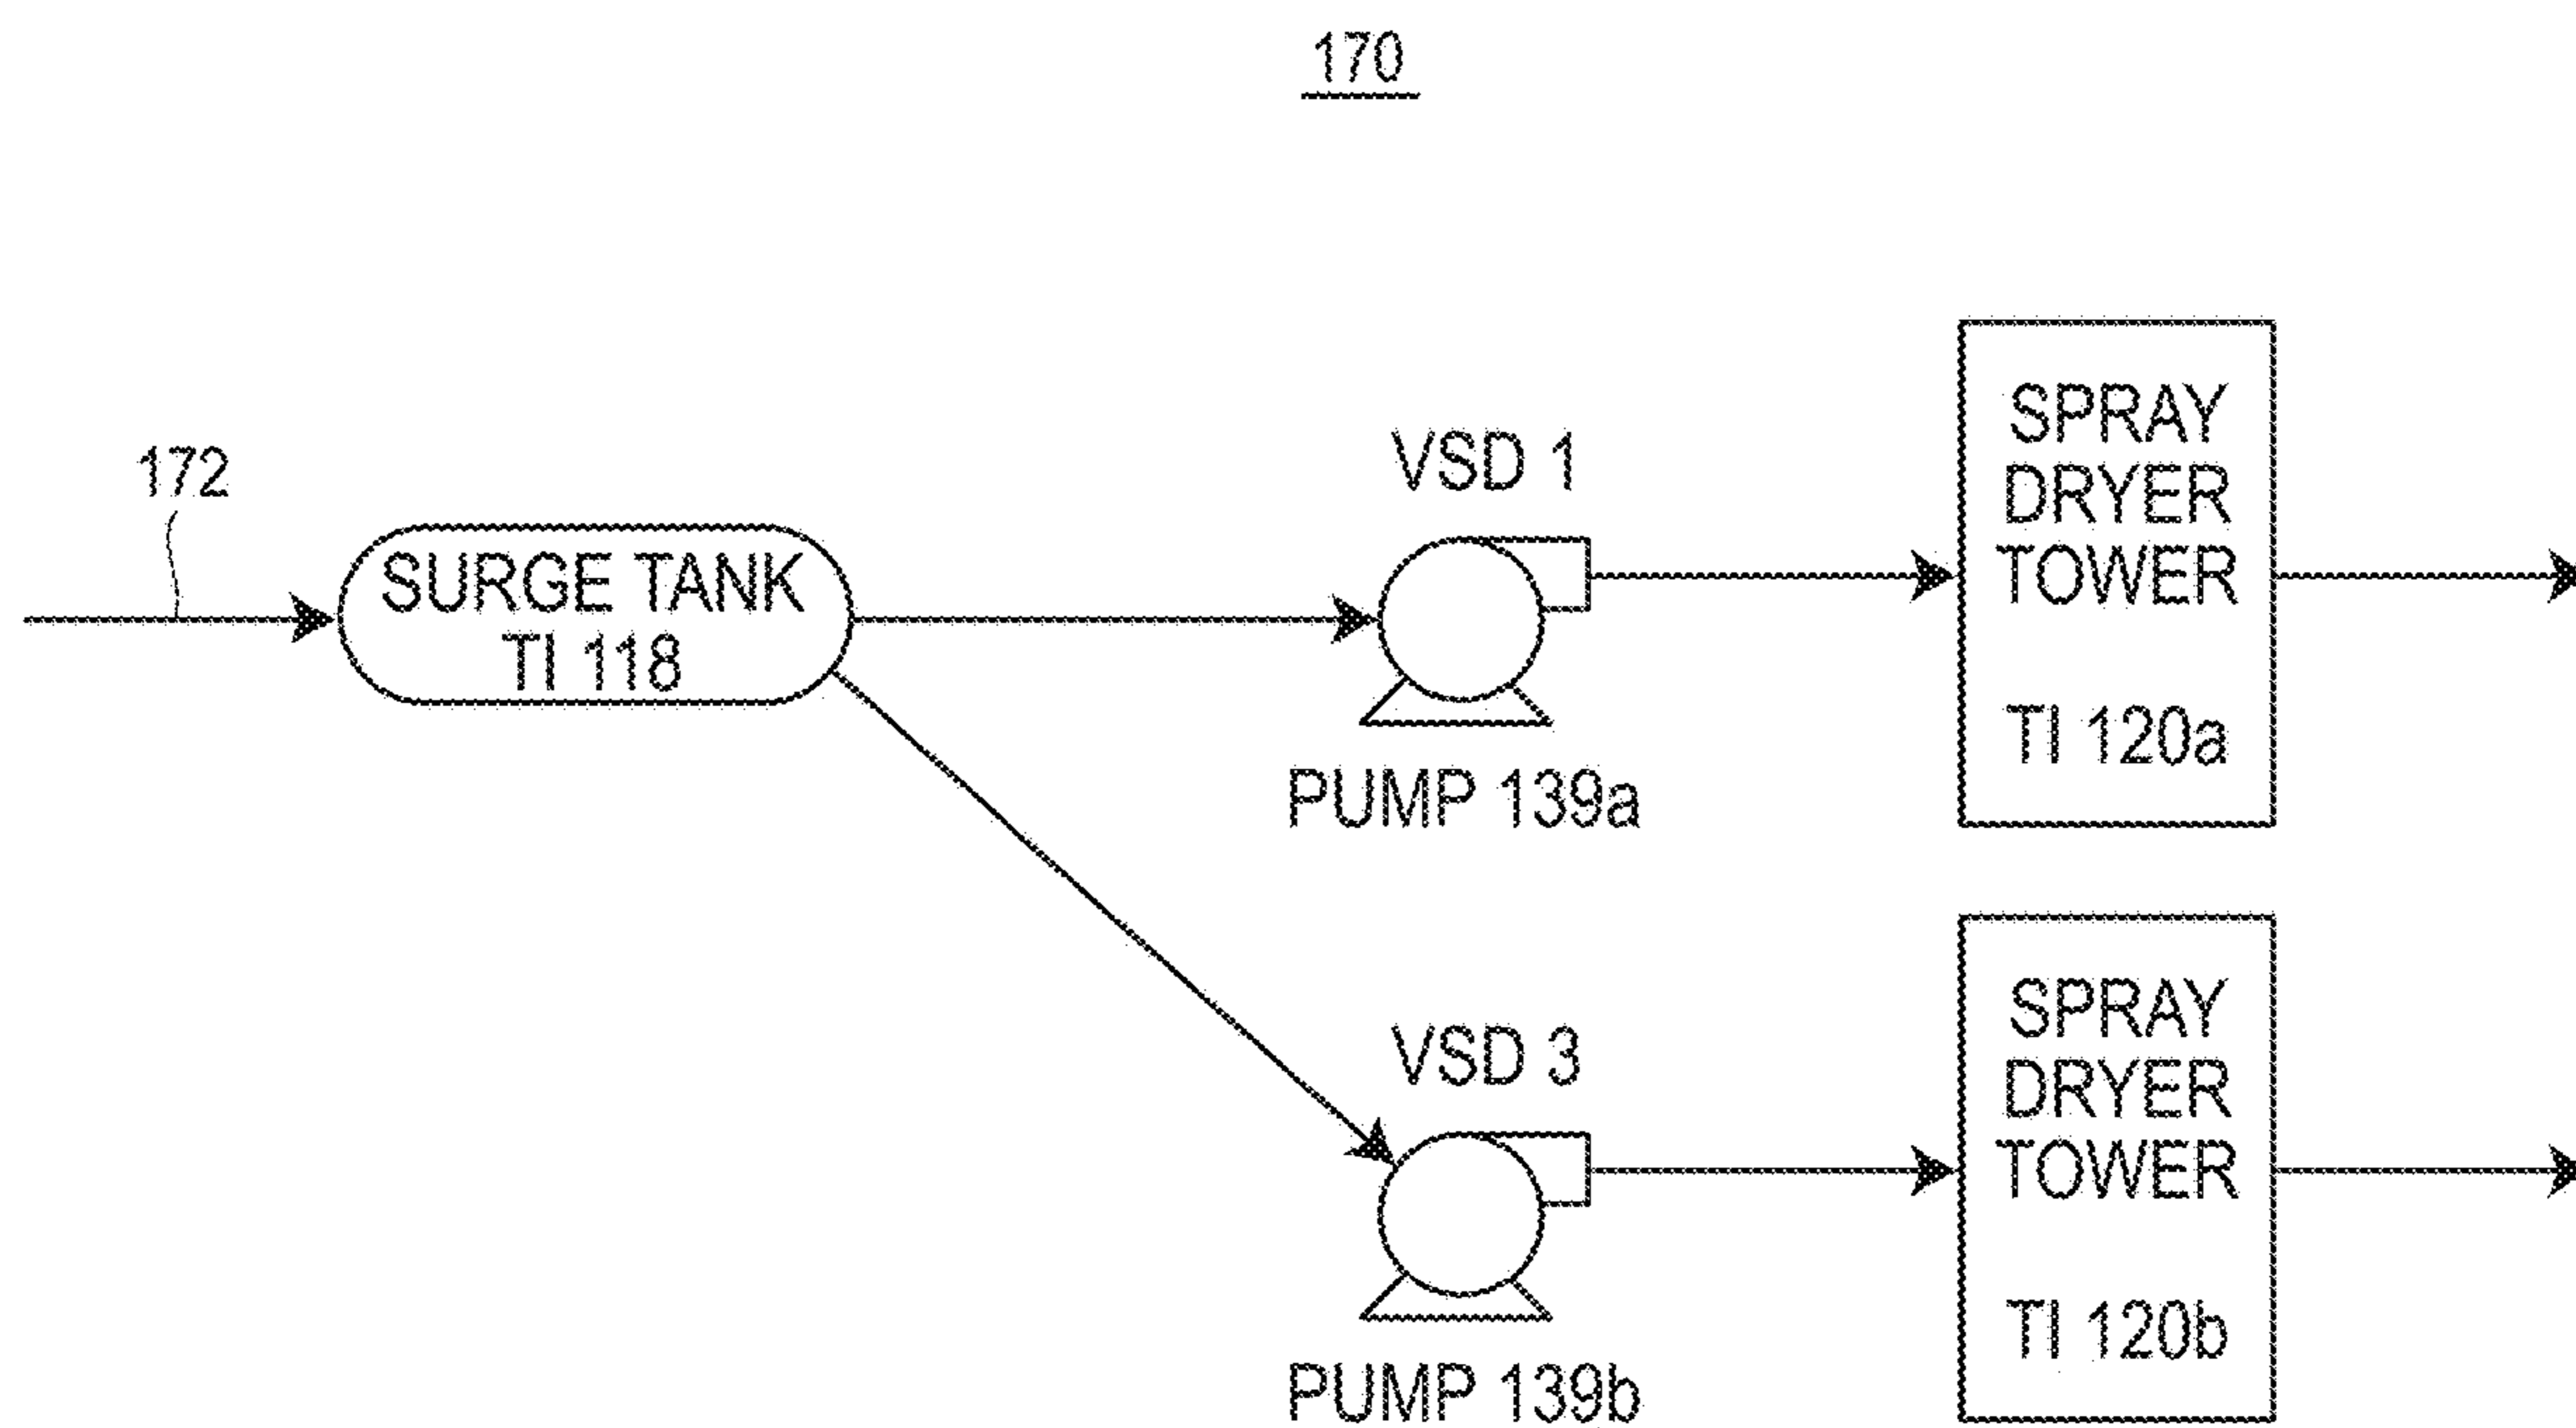 170
172
SURGE TANK
TI 118
VSD 1
PUMP 139a
SPRAY
DRYER
TOWER
TI 120a
VSD 3
PUMP 139b
SPRAY
DRYER
TOWER
TI 120b